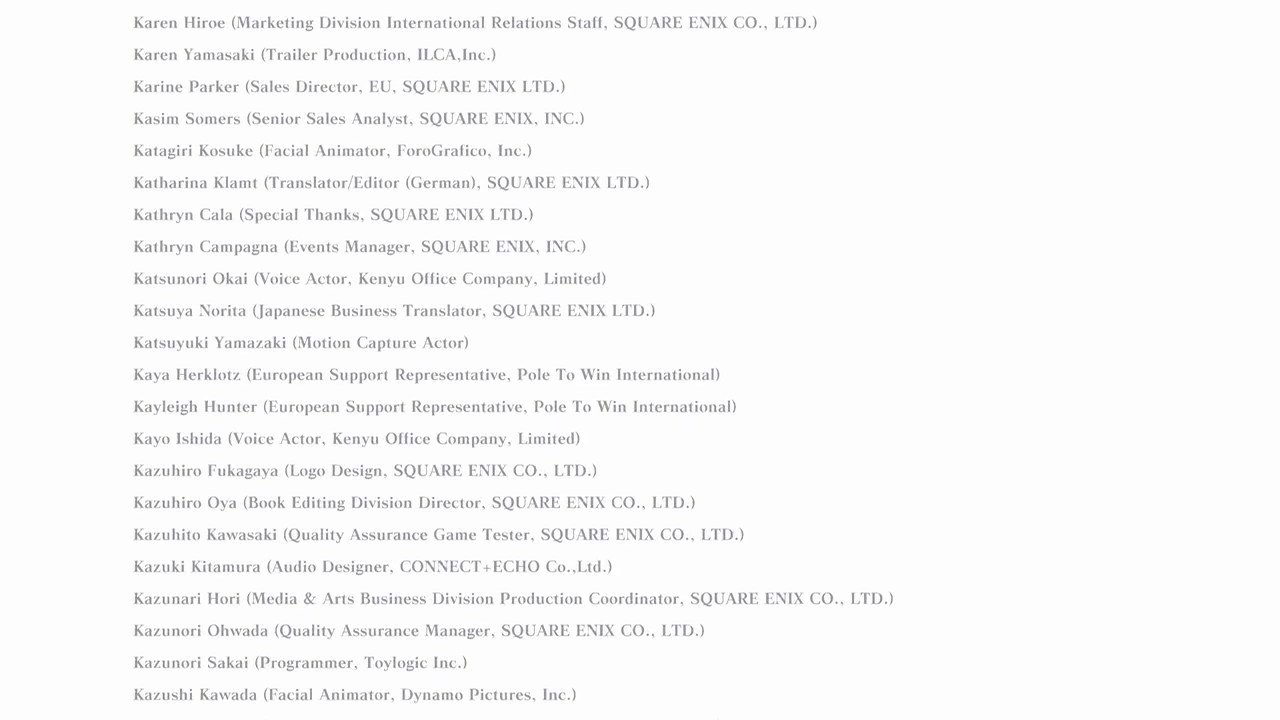 Karen Hiroe (Marketing Division International Relations Staff, SQUARE ENIX CO., LTD.)
Karen Yamasaki (Trailer Production, ILCA,Inc.)
Karine Parker (Sales Director, EU, SQUARE ENIX LTD.)
Kasim Somers (Senior Sales Analyst, SQUARE ENIX, INC.)
Katagiri Kosuke (Facial Animator, ForoGrafico, Inc.)
Katharina Klamt (Translator/Editor (German), SQUARE ENIX LTD.)
Kathryn Cala (Special Thanks, SQUARE ENIX LTD.)
Kathryn Campagna (Events Manager, SQUARE ENIX, INC.)
Katsunori Okai (Voice Actor, Kenyu Office Company, Limited)
Katsuya Norita (Japanese Business Translator, SQUARE ENIX LTD.)
Katsuyuki Yamazaki (Motion Capture Actor)
Kaya Herklotz (European Support Representative, Pole To Win International)
Kayleigh Hunter (European Support Representative, Pole To Win International)
Kayo Ishida (Voice Actor, Kenyu Office Company, Limited)
Kazuhiro Fukagaya (Logo Design, SQUARE ENIX CO., LTD.)
Kazuhiro Oya (Book Editing Division Director, SQUARE ENIX CO., LTD.)
Kazuhito Kawasaki (Quality Assurance Game Tester, SQUARE ENIX CO., LTD.)
Kazuki Kitamura (Audio Designer, CONNECT+ECHO Co.,Ltd.)
Kazunari Hori (Media & Arts Business Division Production Coordinator, SQUARE ENIX CO., LTD.)
Kazunori Ohwada (Quality Assurance Manager, SQUARE ENIX CO., LTD.)
Kazunori Sakai (Programmer, Toylogic Inc.)
Kazushi Kawada (Facial Animator, Dynamo Pictures, Inc.)